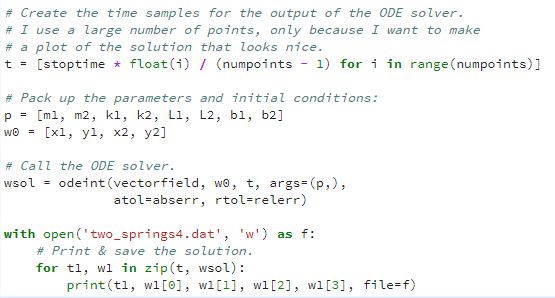 # Create the time samples for the output of the ODE solver.
# I use a large number of points, only because I want to make
# a plot of the solution that looks nice.
t = [stoptime * float(i) / (numpoints - 1) for i in range(numpoints)]

# Pack up the parameters and initial conditions:
p = [m1, m2, k1, k2, L1, L2, b1, b2]
w0 = [x1, y1, x2, y2]

# Call the ODE solver.
wsol = odeint(vectorfield, w0, t, args=(p,),
              atol=abserr, rtol=relerr)

with open('two_springs4.dat', 'w') as f:
    # Print & save the solution.
    for t1, w1 in zip(t, wsol):
        print(t1, w1[0], w1[1], w1[2], w1[3], file=f)